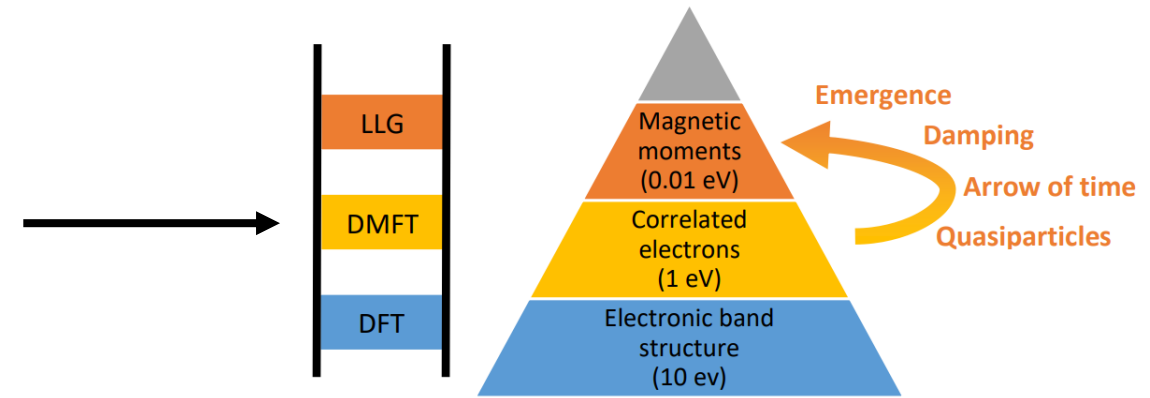 LLG
DMFT
DFT
Magnetic
moments
(0.01 eV)
Correlated
electrons
(1 eV)
Electronic band
structure
(10 ev)
Emergence
Damping
Arrow of time
Quasiparticles